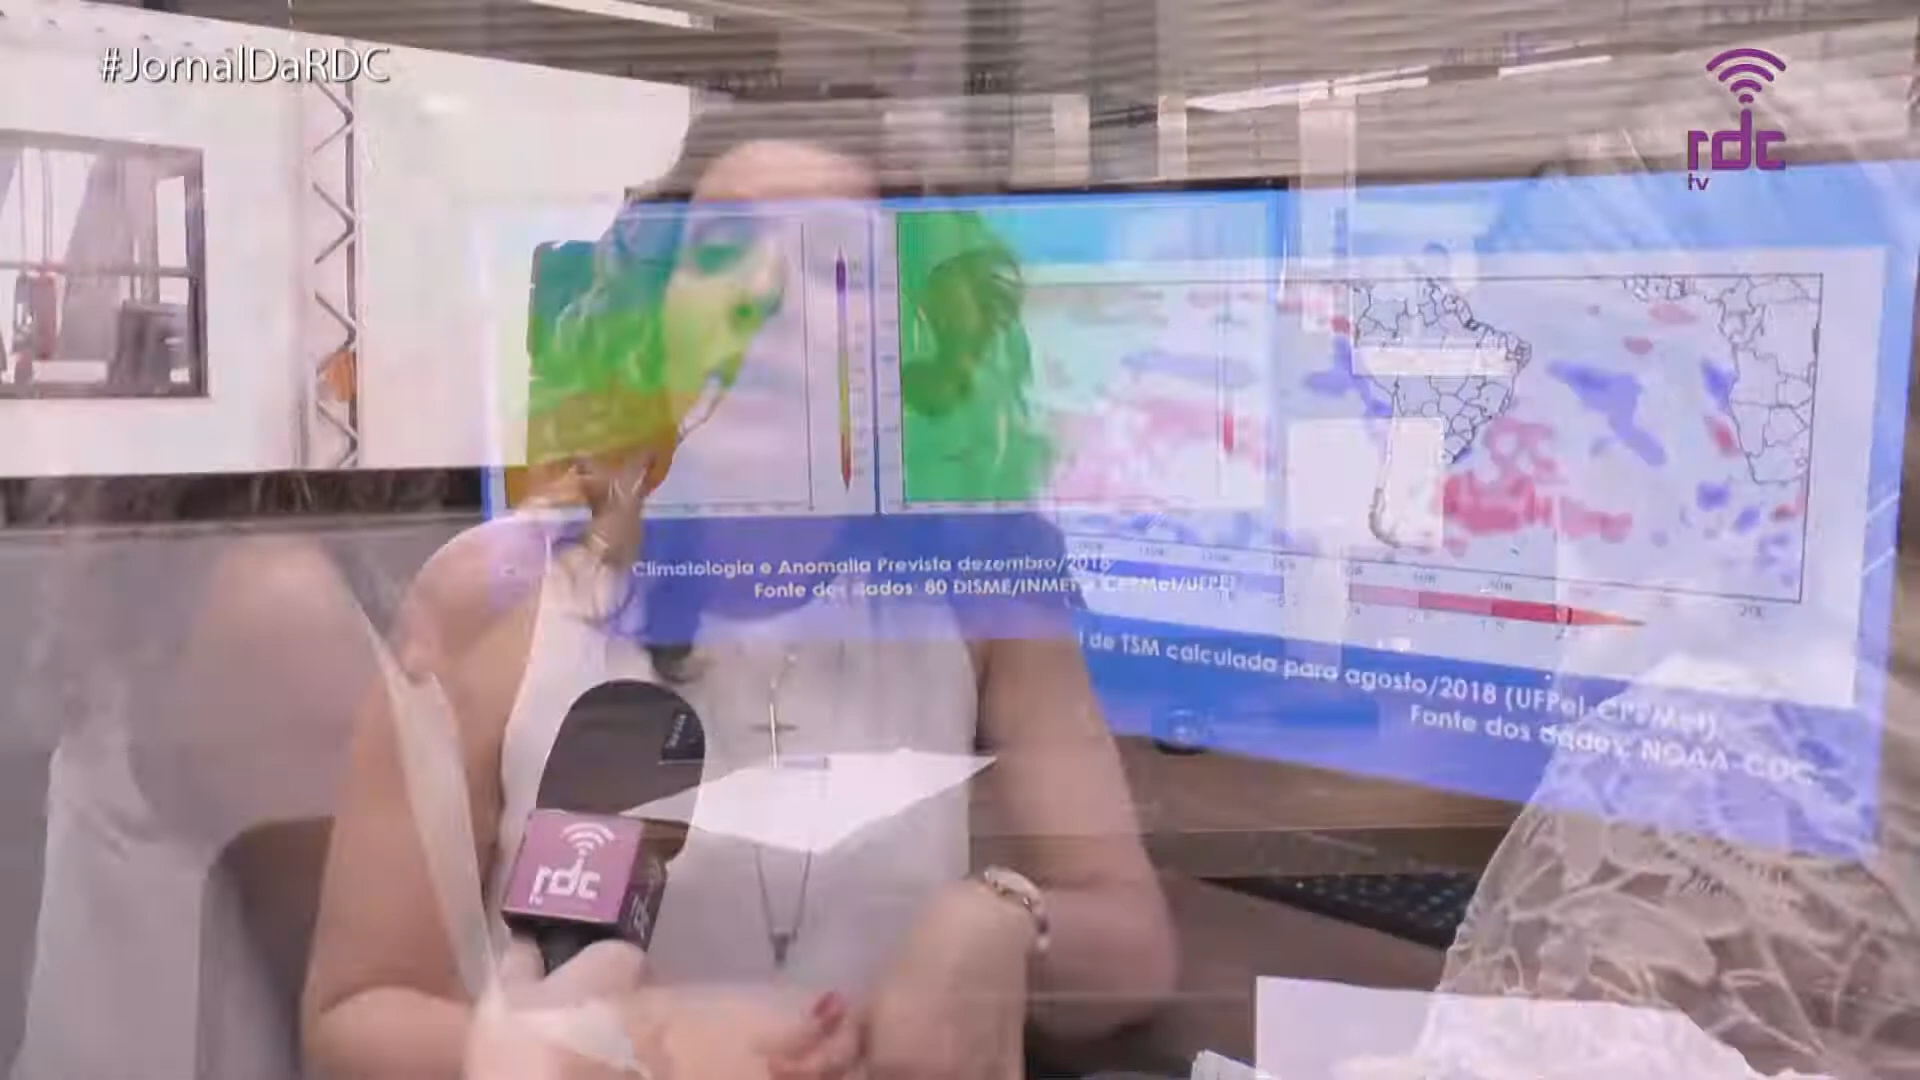 #JornalDaRDC
rdc
tv
Climatologia e Anomalia Prevista dezembro/2018
Fonte dos dados: 80 DISME/INMET e CPPMet/UFPEL
l de TSM calculada para agosto/2018 (UFPel-CPPMet).
Fonte dos dados: NOAA-CDC
rdc
tv